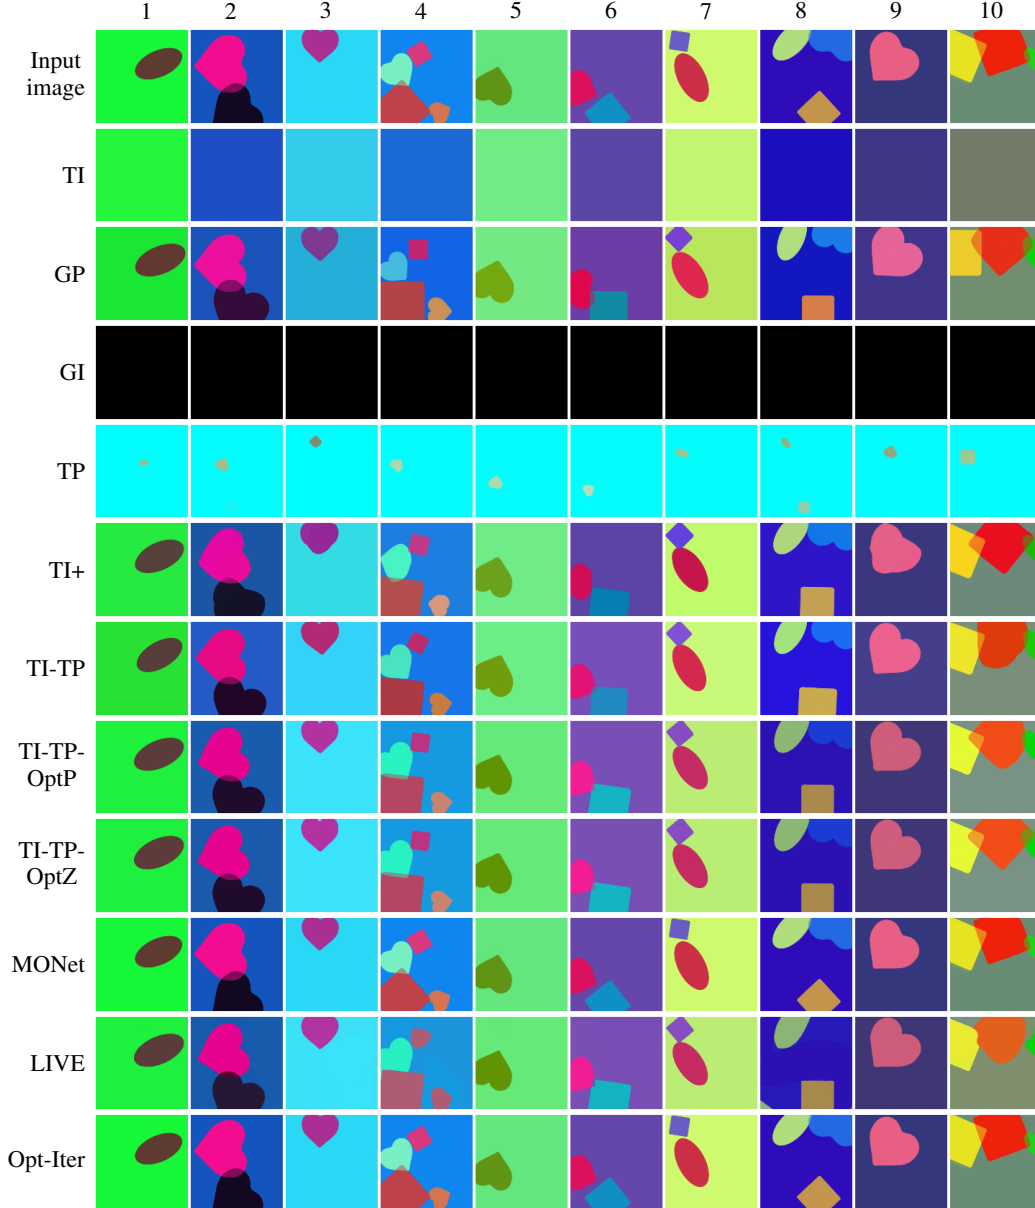 1 2 3 4 5 6 7 8 9 10
Input
image
TI
GP
GI
TP
TI+
TI-TP
TI-TP-
OptP
TI-TP-
OptZ
MONet
LIVE
Opt-Iter